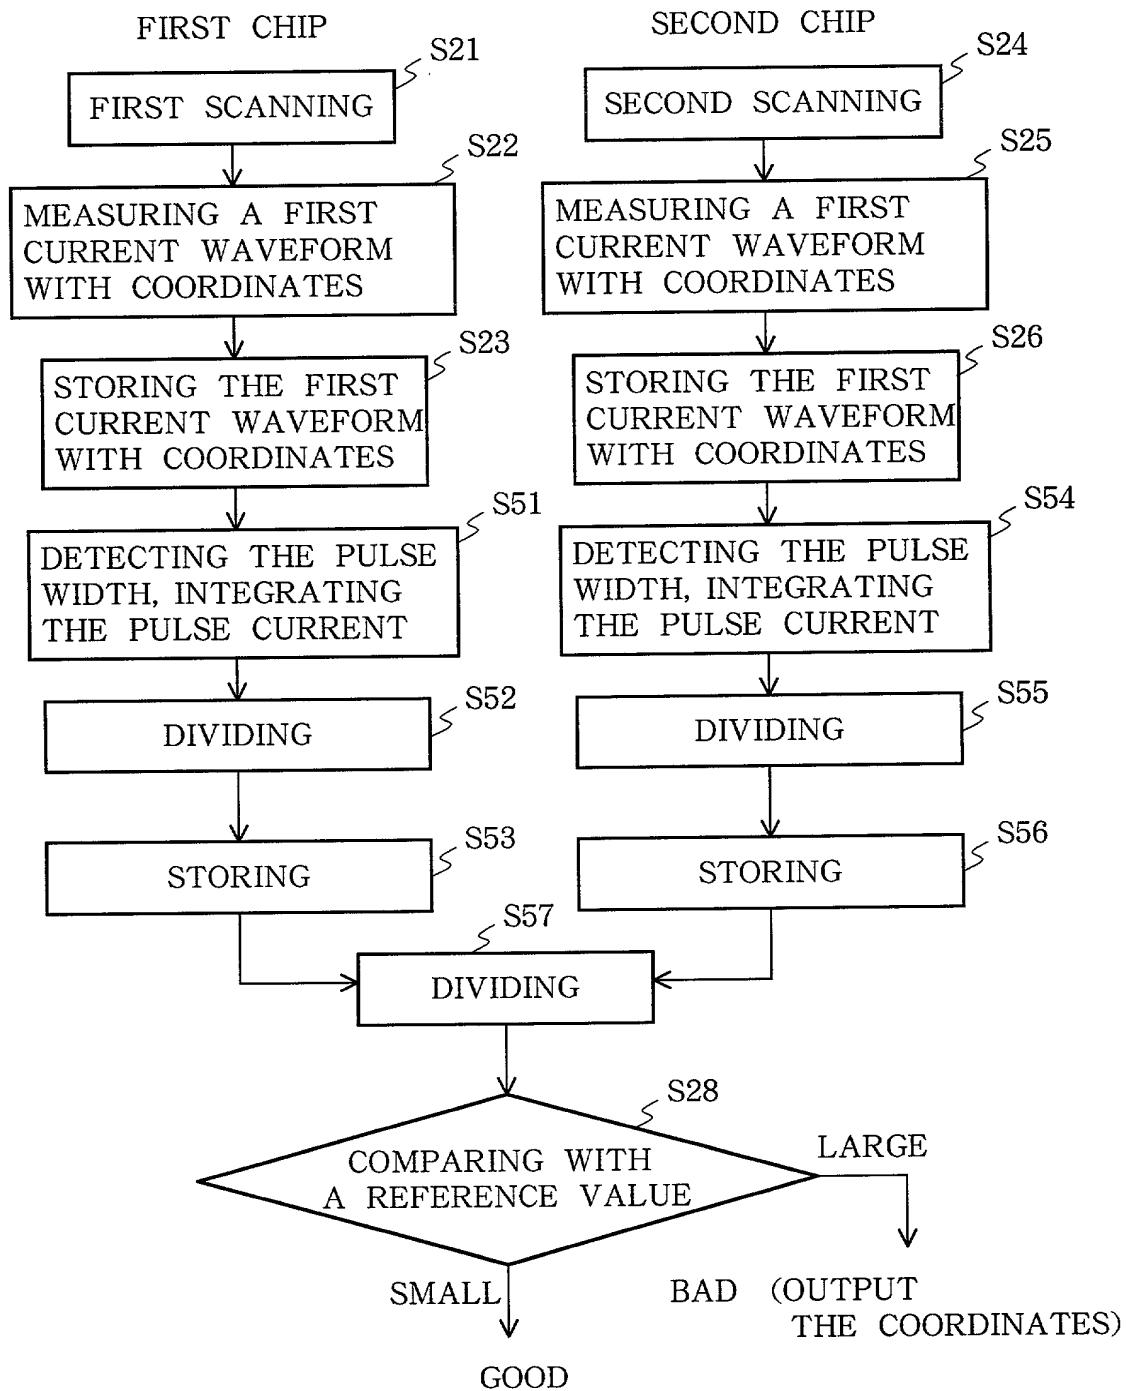 FIRST CHIP
S21
FIRST SCANNING
S22
MEASURING A FIRST
CURRENT WAVEFORM
WITH COORDINATES
S23
STORING THE FIRST
CURRENT WAVEFORM
WITH COORDINATES
S51
DETECTING THE PULSE
WIDTH, INTEGRATING
THE PULSE CURRENT
S52
DIVIDING
S53
STORING
SECOND CHIP
S24
SECOND SCANNING
S25
MEASURING A FIRST
CURRENT WAVEFORM
WITH COORDINATES
S26
STORING THE FIRST
CURRENT WAVEFORM
WITH COORDINATES
S54
DETECTING THE PULSE
WIDTH, INTEGRATING
THE PULSE CURRENT
S55
DIVIDING
S56
STORING
S57
DIVIDING
S28
COMPARING WITH
A REFERENCE VALUE
LARGE
SMALL
BAD (OUTPUT
THE COORDINATES)
GOOD